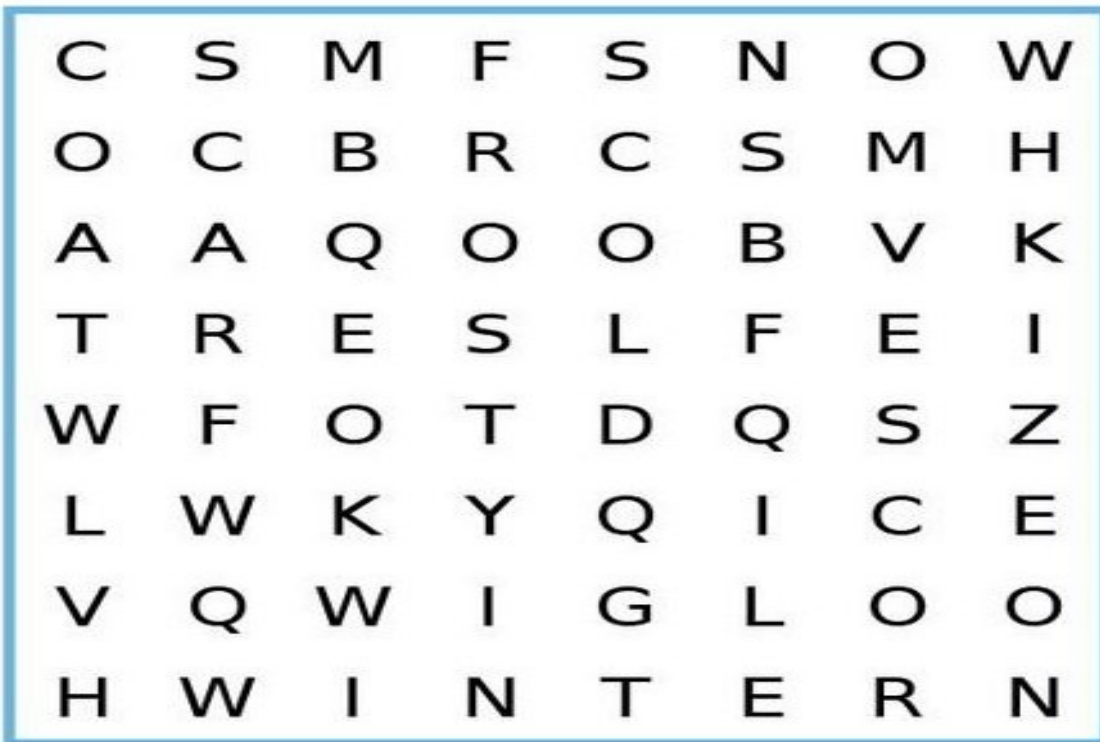 C S M F S N O W
O C B R C S M H
A A Q O O B V K
T R E S L F E I
W F O T D Q S Z
L W K Y Q I C E
V Q W I G L O O
H W I N T E R N